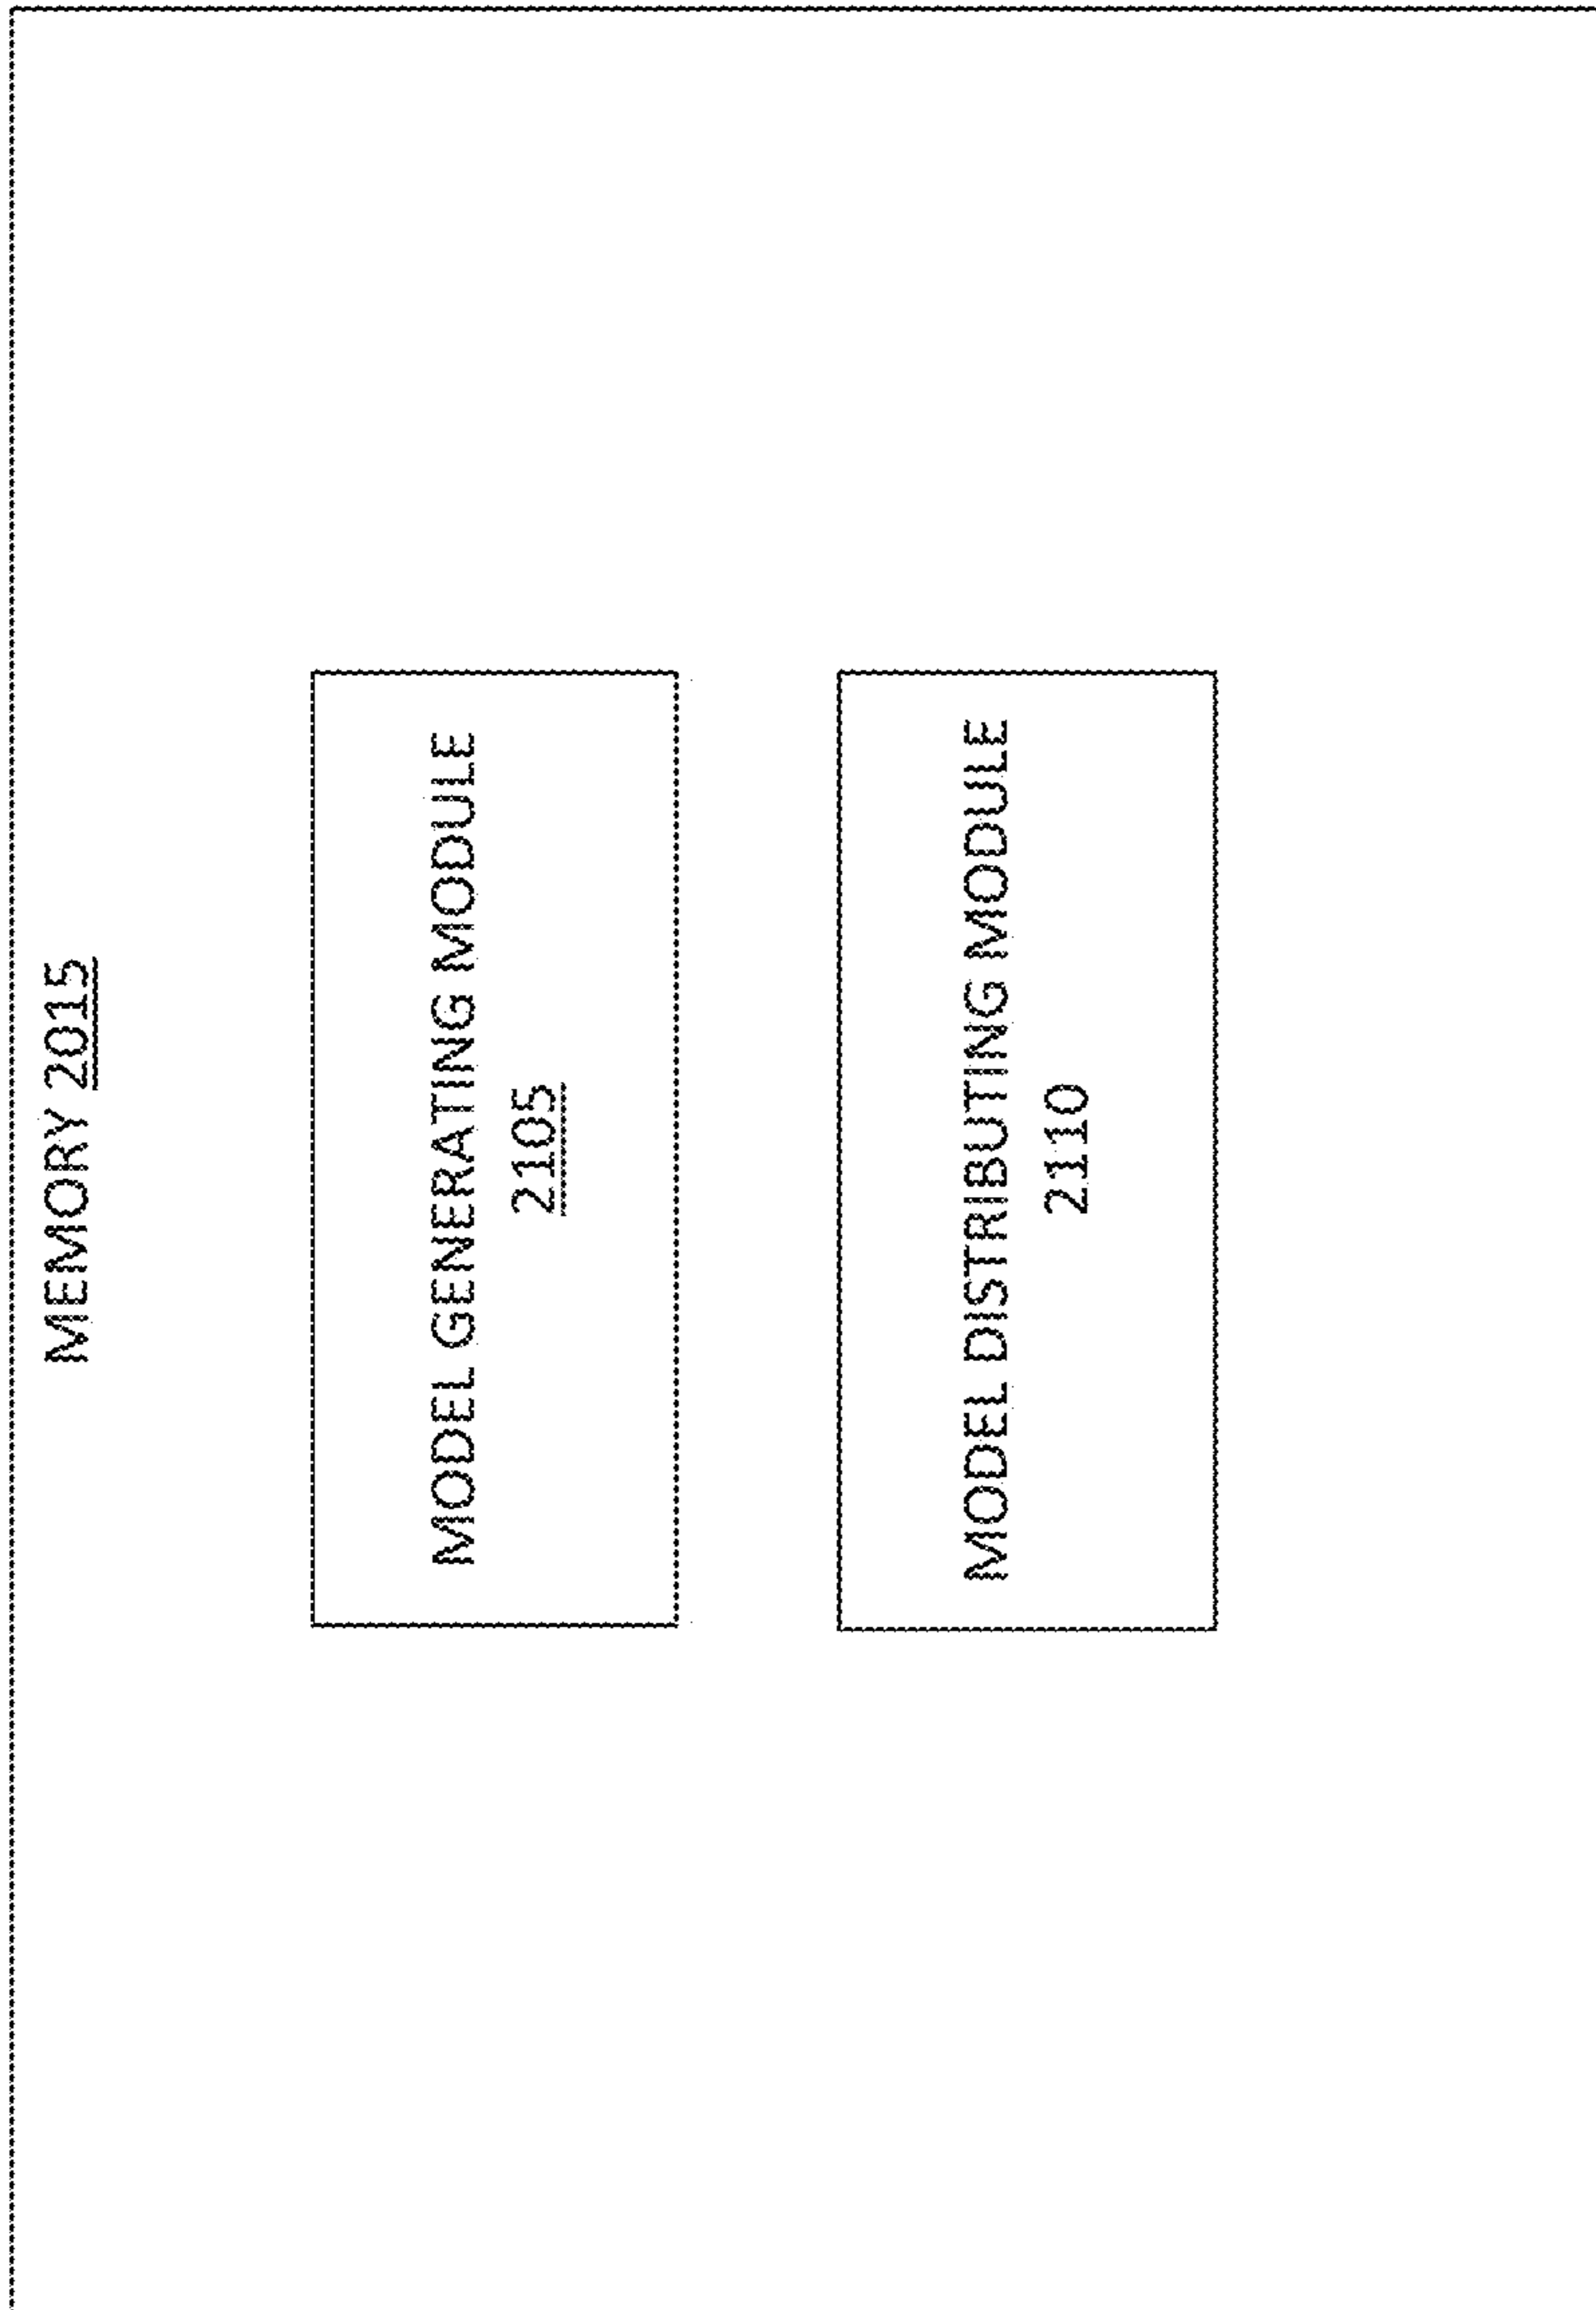 MEMORY 2015
MODEL GENERATING MODULE
2105
MODEL DISTRIBUTING MODULE
2110